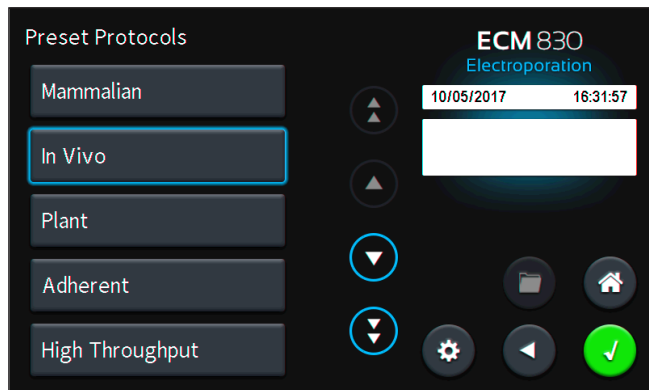 Preset Protocols
Mammalian
In Vivo
Plant
Adherent
High Throughput
ECM 830
Electroporation
10/05/2017 16:31:57